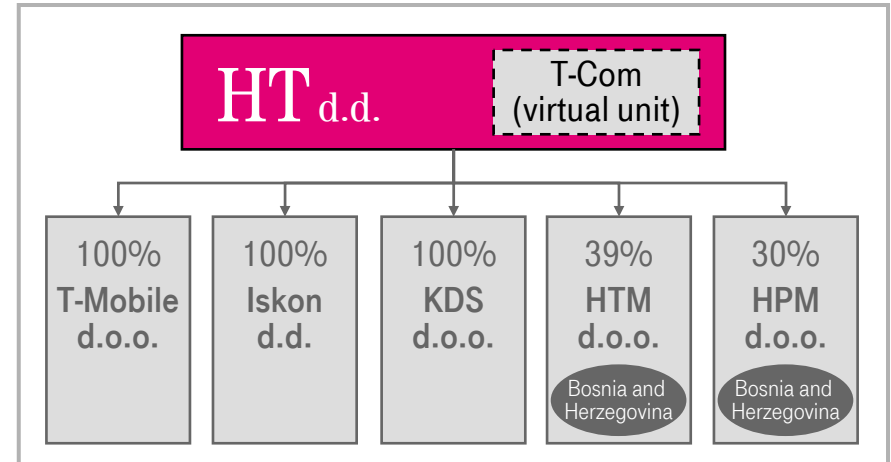 HT d.d.
T-Com
(virtual unit)
100%
T-Mobile
d.o.o.
100%
Iskon
d.d.
100%
KDS
d.o.o.
39%
HTM
d.o.o.
Bosnia and
Herzegovina
30%
HPM
d.o.o.
Bosnia and
Herzegovina